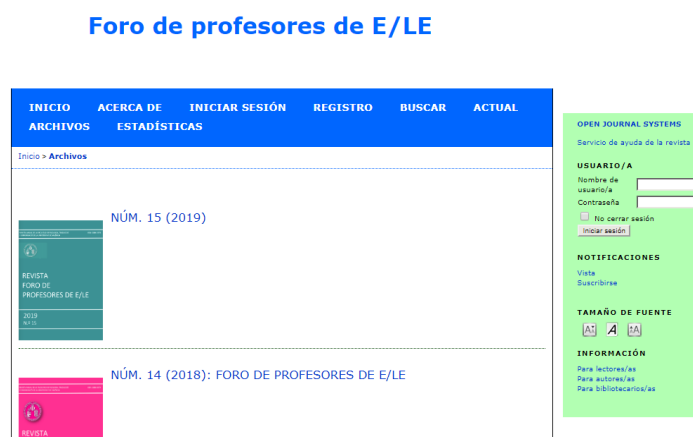 Foro de profesores de E/LE
INICIO ACERCA DE INICIAR SESIÓN REGISTRO BUSCAR ACTUAL
ARCHIVOS ESTADÍSTICAS
Inicio > Archivos
NÚM. 15 (2019)
REVISTA
FORO DE
PROFESORES DE E/LE
2019
Nº 15
NÚM. 14 (2018): FORO DE PROFESORES DE E/LE
REVISTA
OPEN JOURNAL SYSTEMS
Servicio de ayuda de la revista
USUARIO/A
Nombre de
usuario/a
Contraseña
No cerrar sesión
Iniciar sesión
NOTIFICACIONES
Vista
Suscribirse
TAMAÑO DE FUENTE
INFORMACIÓN
Para lectores/as
Para autores/as
Para bibliotecarios/as